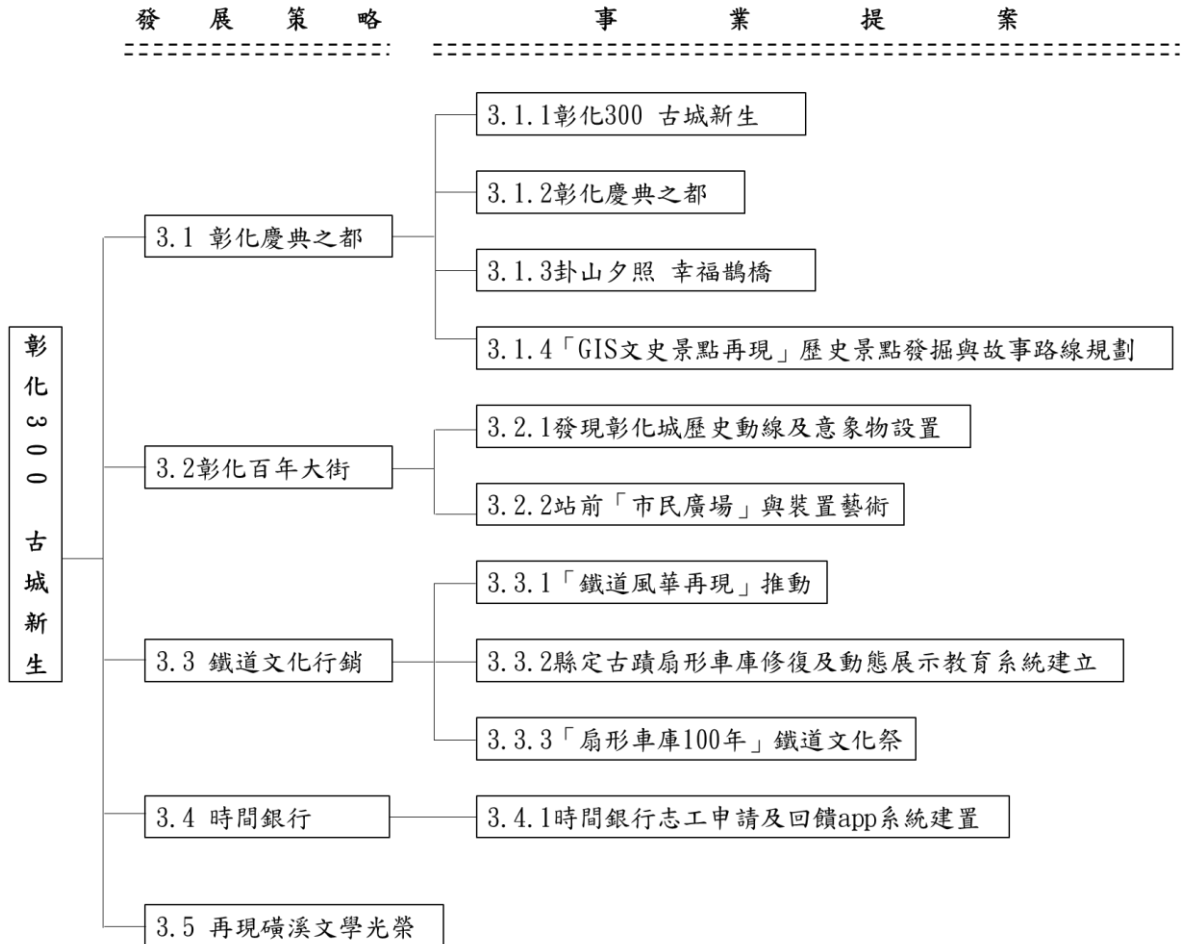 發展策略
事業提案
彰化300 古城新生
3.1 彰化慶典之都
3.1.1彰化300 古城新生
3.1.2彰化慶典之都
3.1.3卦山夕照 幸福鵲橋
3.1.4「GIS文史景點再現」歷史景點發掘與故事路線規劃
3.2彰化百年大街
3.2.1發現彰化城歷史動線及意象物設置
3.2.2站前「市民廣場」與裝置藝術
3.3 鐵道文化行銷
3.3.1「鐵道風華再現」推動
3.3.2縣定古蹟扇形車庫修復及動態展示教育系統建立
3.3.3「扇形車庫100年」鐵道文化祭
3.4 時間銀行
3.4.1時間銀行志工申請及回饋app系統建置
3.5 再現磺溪文學光榮